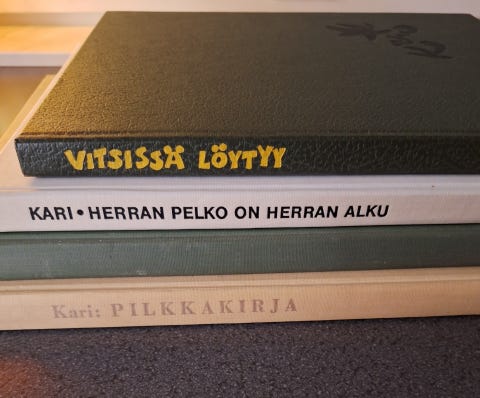 VITSISSÄ LÖYTYY
KARI • HERRAN PELKO ON HERRAN ALKU
Kari: PILKKAKIRJA